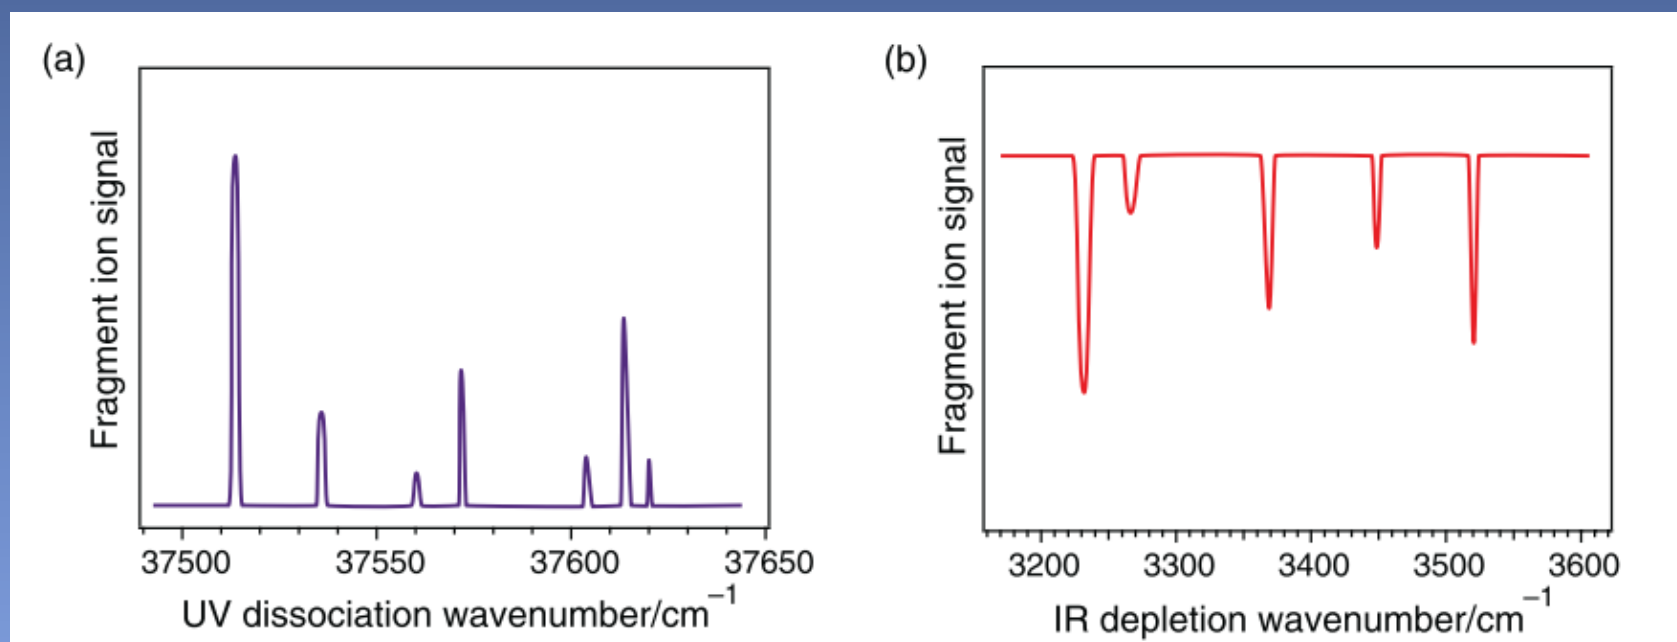 (a)
Fragment ion signal
37500 37550 37600 37650
UV dissociation wavenumber/cm⁻¹
(b)
Fragment ion signal
3200 3300 3400 3500 3600
IR depletion wavenumber/cm⁻¹